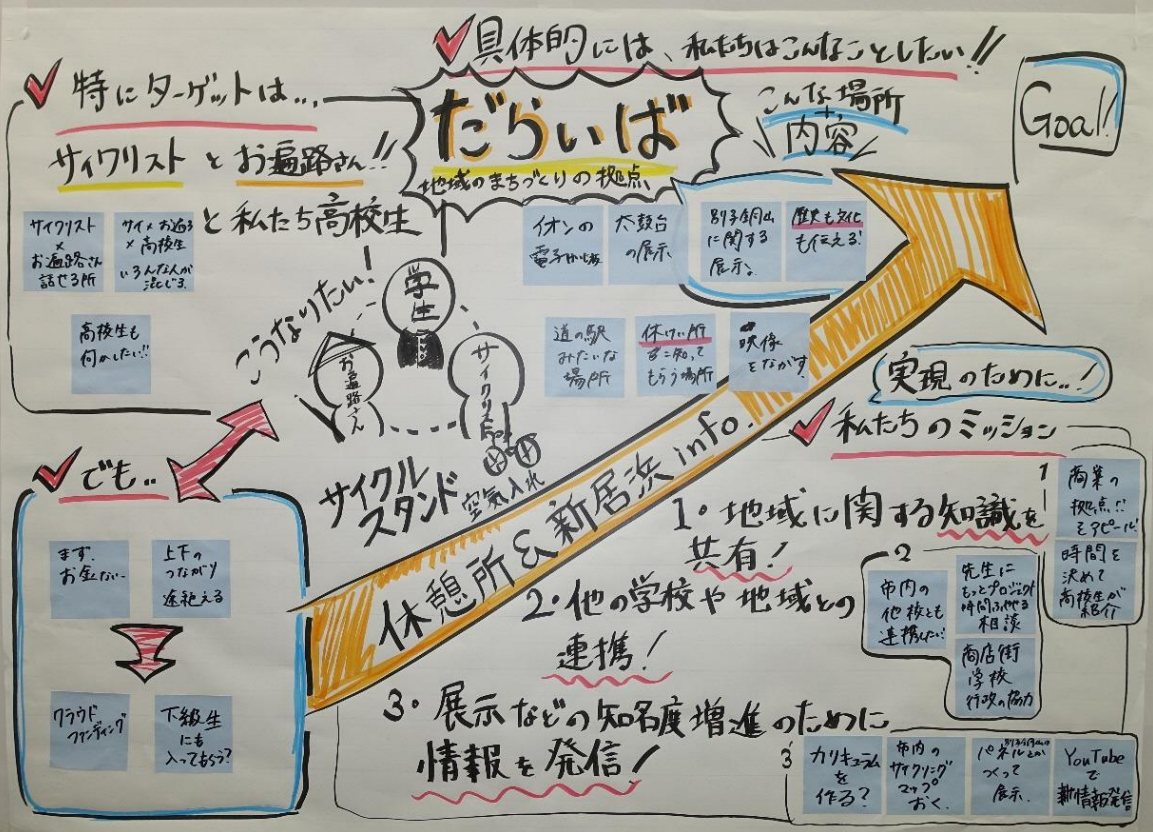 具体的には、私たちはこんなことしたい!!
特にターゲットは...
サイクリストとお遍路さん!!
と私たち高校生
サイクリスト
×
お遍路さん
話せる所
サイ×お遍ろ
×高校生
いろんな人が
混じる
高校生も
何かしたい!!
だらいば
地域のまちづくりの拠点
こんな場所
+
内容
Goal!!
イオンの
電子
太鼓台
の展示
別子銅山
に関する
展示。
歴史も文化
も伝える!
道の駅
みたいな
場所
休けい所
知って
もらう場所
映像
をながす!
こうなりたい!
学生
お遍路さん
サイクリスト
サイクル
スタンド
空気入れ
休憩所&新居浜info.
でも..
まず、
お金ない…
上下の
つながり
途絶える
クラウド
ファンディング
下級生
にも
入ってもらう?
実現のために..!
私たちのミッション
1・地域に関する知識を
共有!
2・他の学校や地域との
連携!
3・展示などの知名度増進のために
情報を発信!
1
商業の
拠点!!
をアピール!
時間を
決めて
高校生が
紹介
2
市内の
他校とも
連携したい!
先生に
もっとプロジェクト
時間ふやせる
相談
商店街
学校
行政の協力
3
カリキュラム
を
作る?
市内の
サイクリング
マップ
おく。
別子銅山の
パネルとか
つくって
展示。
YouTube
で
新情報発信!